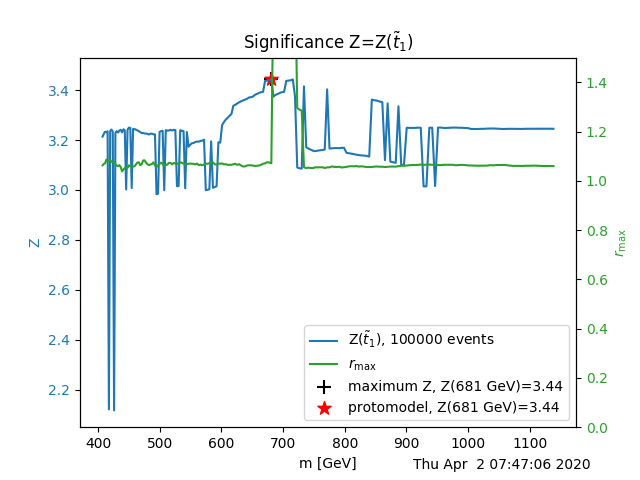 Significance Z=Z(t̃₁)
3.4
3.2
3.0
2.8
2.6
2.4
2.2
Z
1.4
1.2
1.0
0.8
0.6
0.4
0.2
0.0
r_max
Z(t̃₁), 100000 events
r_max
maximum Z, Z(681 GeV)=3.44
protomodel, Z(681 GeV)=3.44
400 500 600 700 800 900 1000 1100
m [GeV]
Thu Apr  2 07:47:06 2020